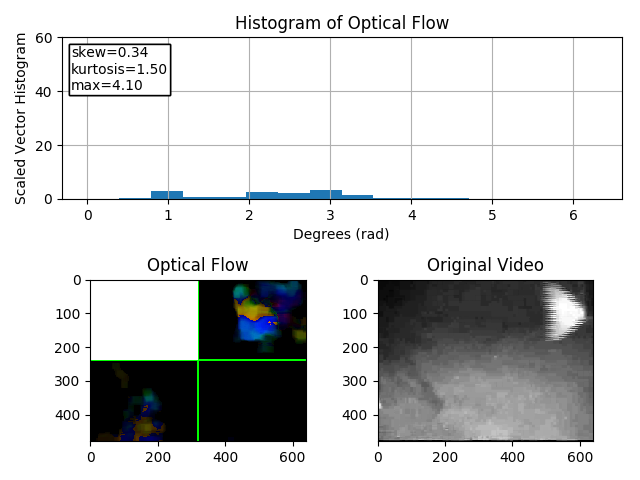 Histogram of Optical Flow
Scaled Vector Histogram
60
40
20
0
skew=0.34
kurtosis=1.50
max=4.10
0 1 2 3 4 5 6
Degrees (rad)
Optical Flow
0
100
200
300
400
0 200 400 600
Original Video
0
100
200
300
400
0 200 400 600